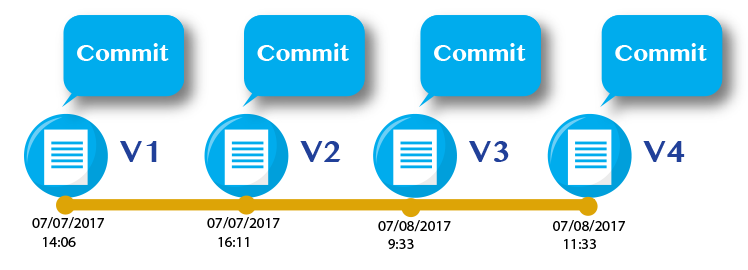 Commit
Commit
Commit
Commit
V1
V2
V3
V4
07/07/2017
14:06
07/07/2017
16:11
07/08/2017
9:33
07/08/2017
11:33